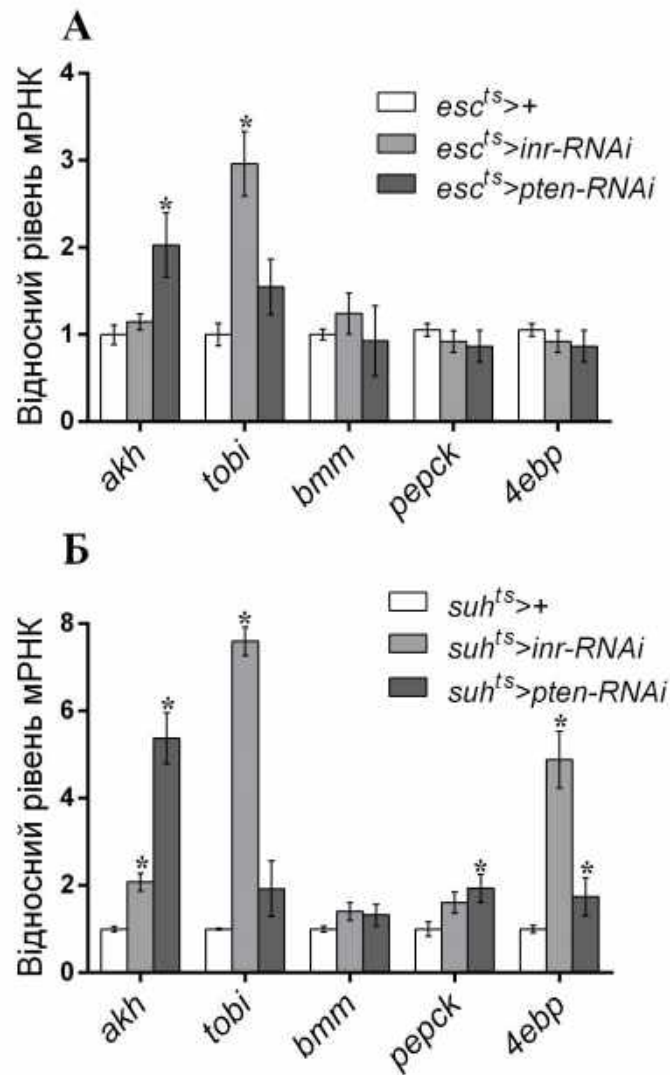 А
Відносний рівень мРНК
4
3
2
1
0
esc^ts>+
esc^ts>inr-RNAi
esc^ts>pten-RNAi
*
*
akh
tobi
bmm
pepck
4ebp
Б
Відносний рівень мРНК
8
6
4
2
0
suh^ts>+
suh^ts>inr-RNAi
suh^ts>pten-RNAi
*
*
*
*
*
*
akh
tobi
bmm
pepck
4ebp